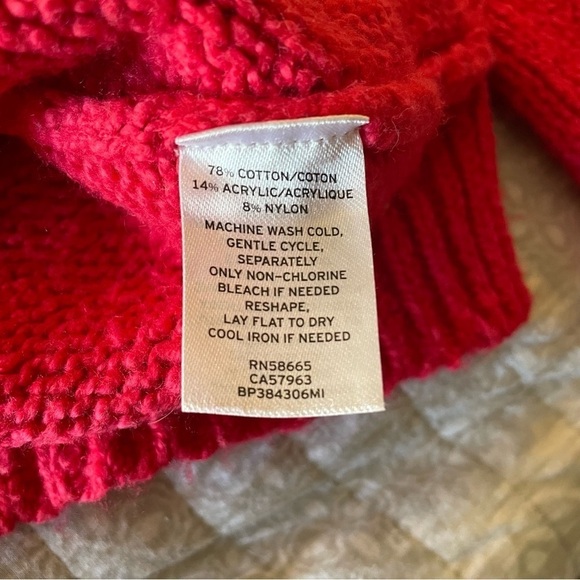 78% COTTON/COTON
14% ACRYLIC/ACRYLIQUE
8% NYLON
MACHINE WASH COLD,
GENTLE CYCLE,
SEPARATELY
ONLY NON-CHLORINE
BLEACH IF NEEDED
RESHAPE,
LAY FLAT TO DRY
COOL IRON IF NEEDED
RN58665
CA57963
BP384306MI